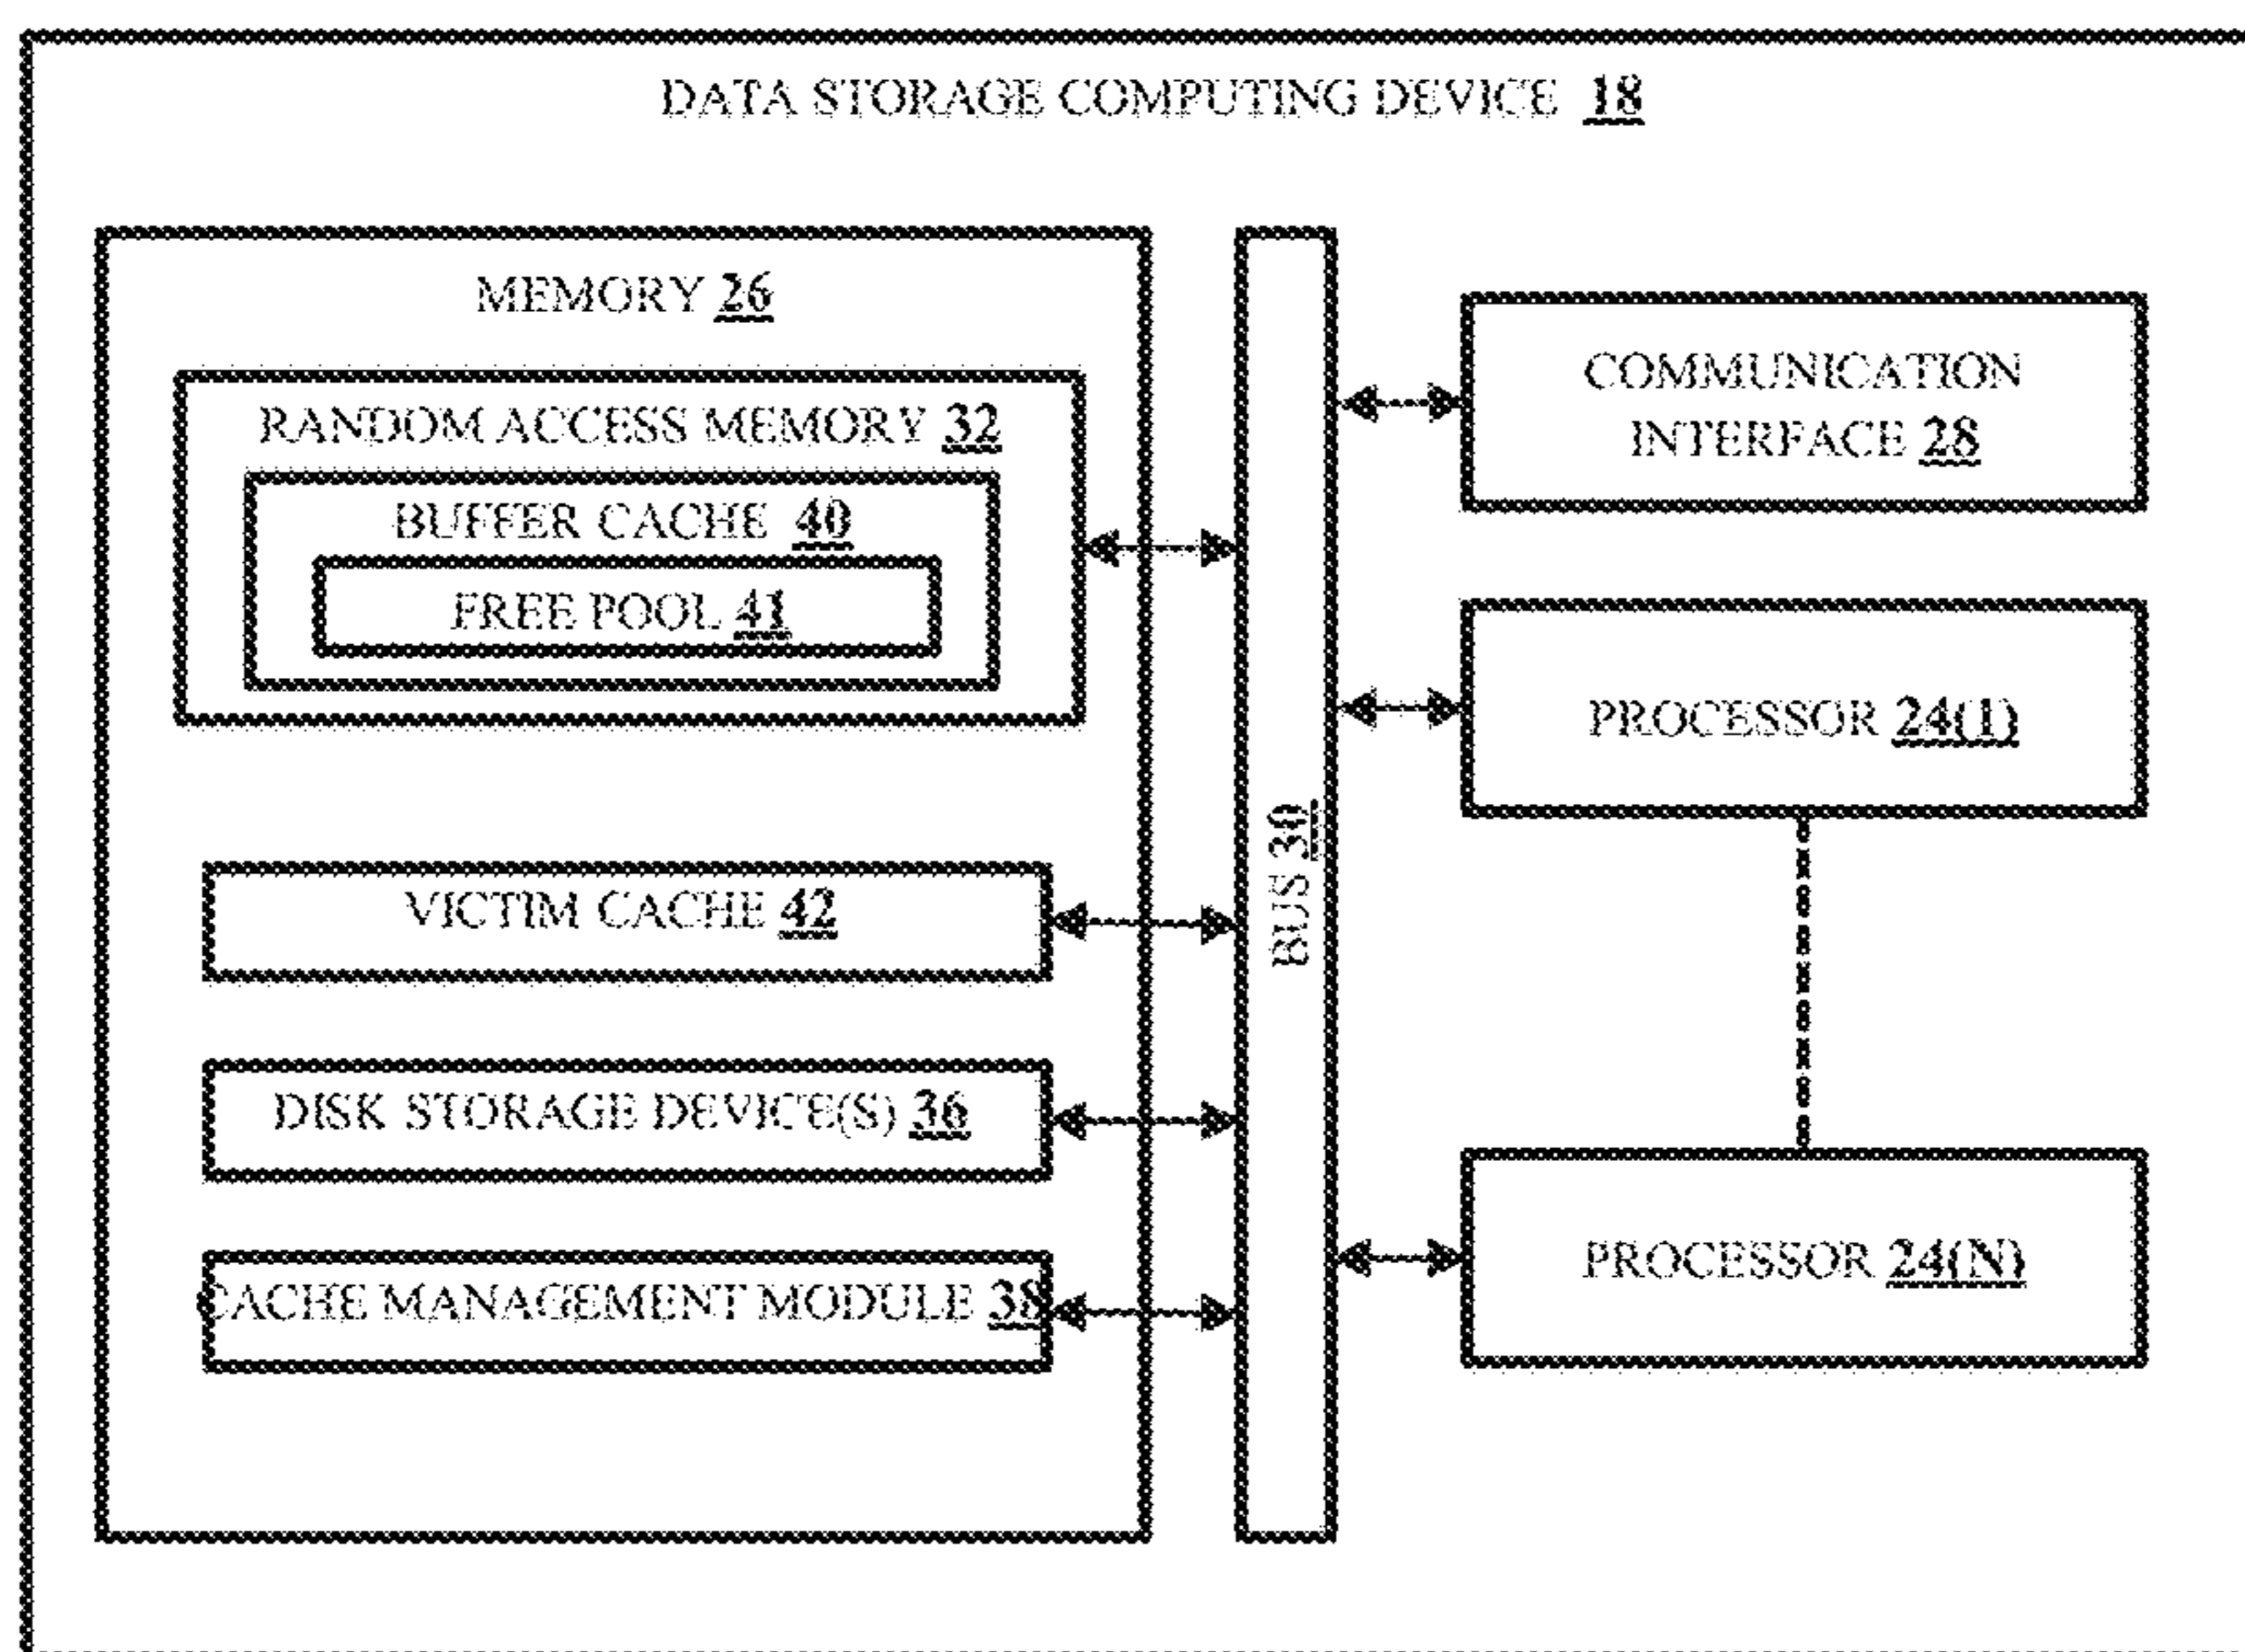 DATA STORAGE COMPUTING DEVICE 18
MEMORY 26
RANDOM ACCESS MEMORY 32
BUFFER CACHE 40
FREE POOL 41
VICTIM CACHE 42
DISK STORAGE DEVICE(S) 36
CACHE MANAGEMENT MODULE 38
BUS 30
COMMUNICATION
INTERFACE 28
PROCESSOR 24(1)
PROCESSOR 24(N)